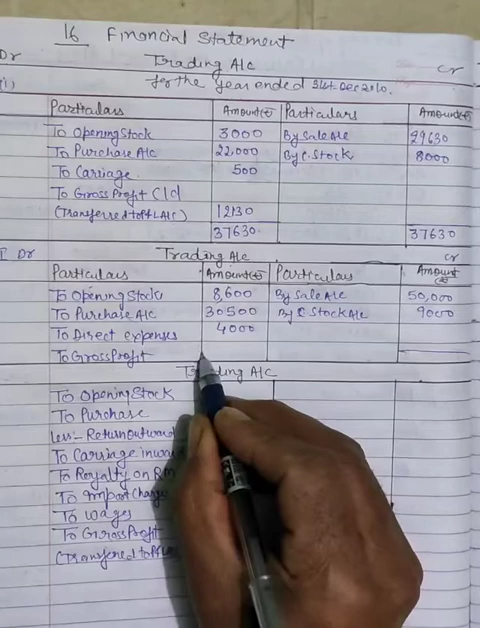 16 Financial Statement
Dr Trading A/c Cr
for the year ended 31st Dec 2010.
(i)
Particulars Amount(₹) Particulars Amount(₹)
To Opening Stock 3000 By Sale A/c 29630
To Purchase A/c 22,000 By C. Stock 8000
To Carriage. 500
To Gross Profit C/d
(Transferred to P&L A/c) 12130
37630 37630
I Dr Trading A/c Cr
Particulars Amount(₹) Particulars Amount (₹)
To Opening Stock 8,600 By Sale A/c 50,000
To Purchase A/c 30500 By C Stock A/c 9000
To Direct expenses 4000
To Gross Profit
Trading A/C
To Opening Stock
To Purchase
Less:- Return Outward
To Carriage inwa
To Royalty on
To Import Charge
To Wages
To Gross Profit
(Transferred to P&L